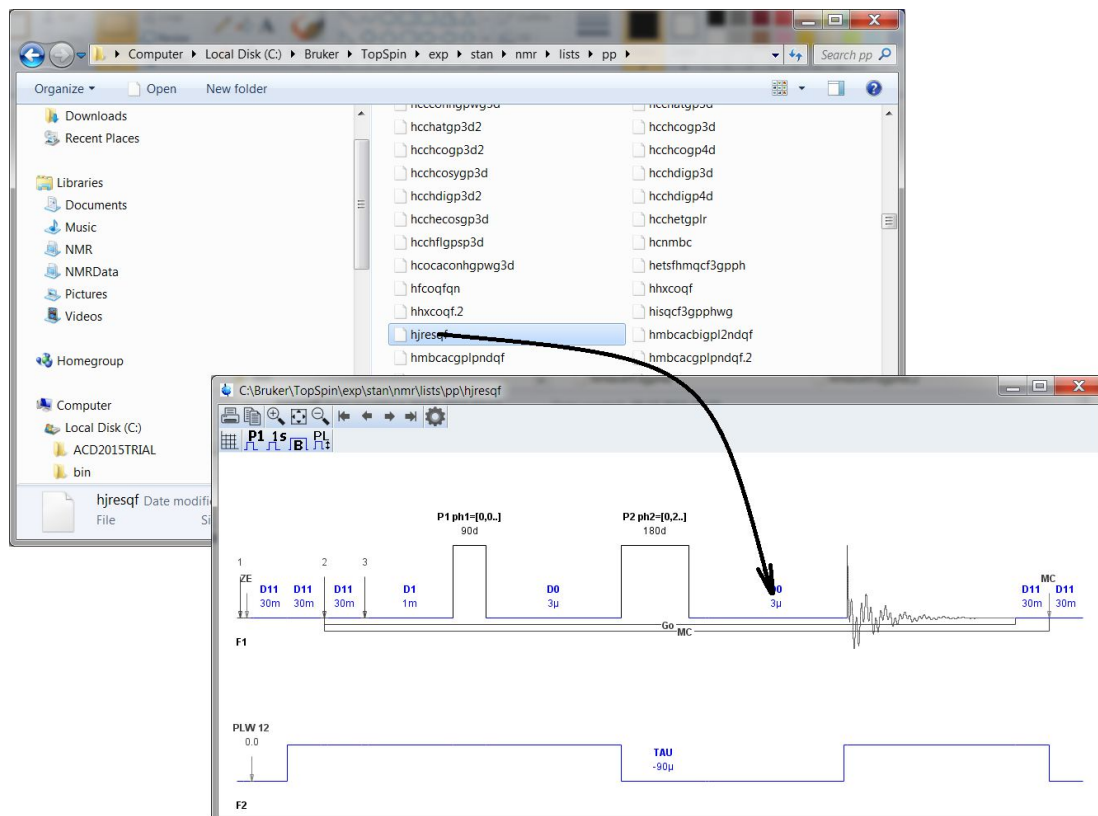 Computer ▸ Local Disk (C:) ▸ Bruker ▸ TopSpin ▸ exp ▸ stan ▸ nmr ▸ lists ▸ pp ▸
Search pp
Organize Open New folder
Downloads
Recent Places
Libraries
Documents
Music
NMR
NMRData
Pictures
Videos
Homegroup
Computer
Local Disk (C:)
ACD2015TRIAL
bin
hcchatgp3d2 hcchcogp3d
hcchcogp3d2 hcchcogp4d
hcchcosygp3d hcchdigp3d
hcchdigp3d2 hcchdigp4d
hcchecosgp3d hcchetgplr
hcchflgpsp3d hcnmbc
hcocaconhgpwg3d hetsfhmqcf3gpph
hfcoqfqn hhxcoqf
hhxcoqf.2 hisqcf3gpphwg
hjresqf hmbcacbigpl2ndqf
hmbcacgplpndqf hmbcacgplpndqf.2
hjresqf Date modifi
File Si
C:\Bruker\TopSpin\exp\stan\nmr\lists\pp\hjresqf
P1 1s B PL
P1 ph1=[0,0..] P2 ph2=[0,2..]
90d 180d
1 2 3
ZE MC
D11 D11 D11 D1 D0 D0 D11 D11
30m 30m 30m 1m 3µ 3µ 30m 30m
Go
MC
F1
PLW 12
0.0
TAU
-90µ
F2